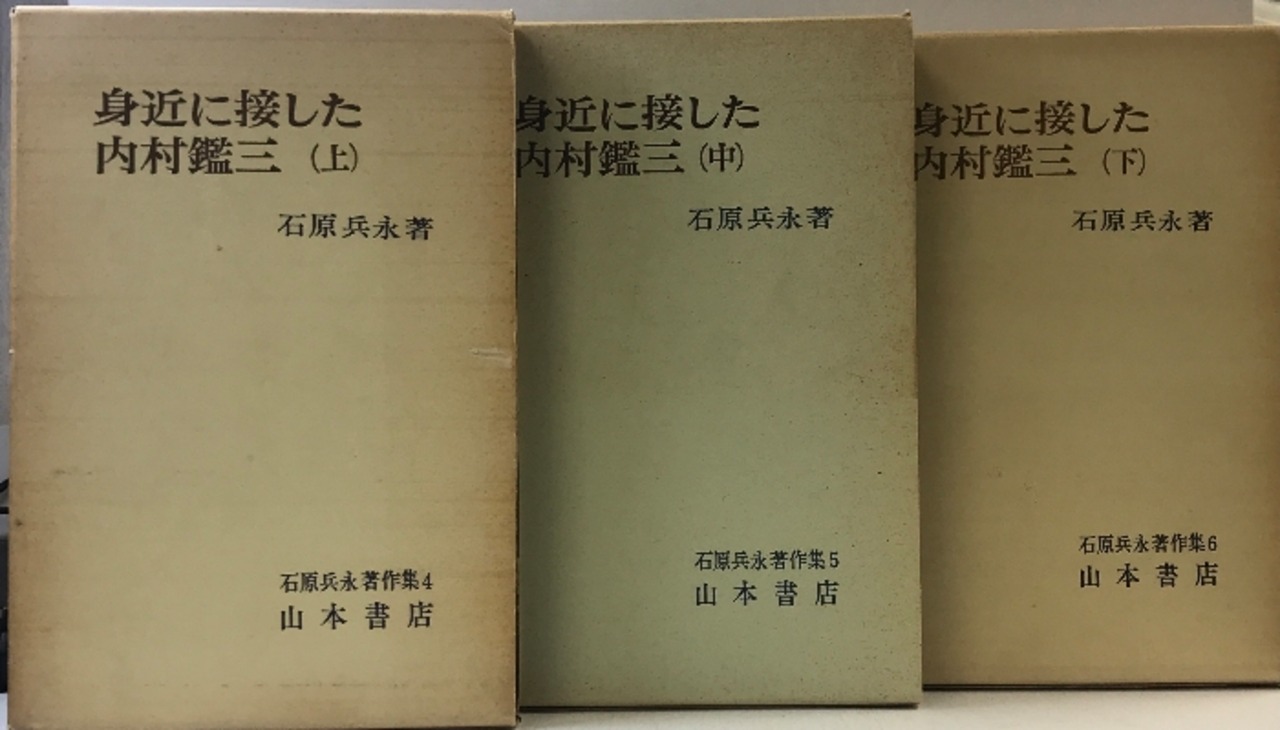 身近に接した
内村鑑三（上）
石原兵永著
石原兵永著作集4
山本書店
身近に接した
内村鑑三（中）
石原兵永著
石原兵永著作集5
山本書店
身近に接した
内村鑑三（下）
石原兵永著
石原兵永著作集6
山本書店